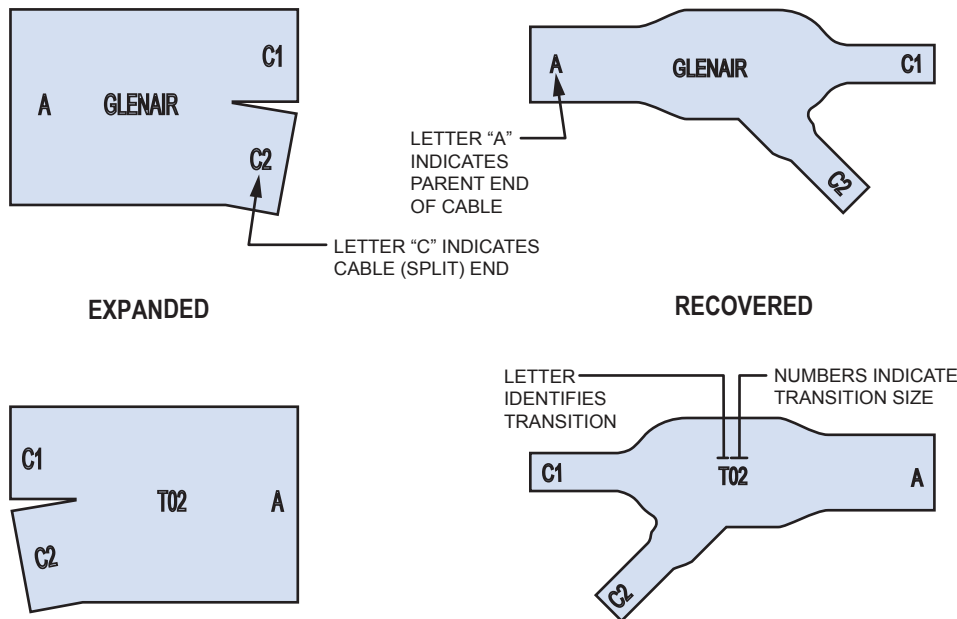 C1
A GLENAIR
C2
A GLENAIR C1
C2
LETTER “A”
INDICATES
PARENT END
OF CABLE
LETTER “C” INDICATES
CABLE (SPLIT) END
EXPANDED
RECOVERED
LETTER
IDENTIFIES
TRANSITION
NUMBERS INDICATE
TRANSITION SIZE
C1
T02 A
C2
C1 T02 A
C2